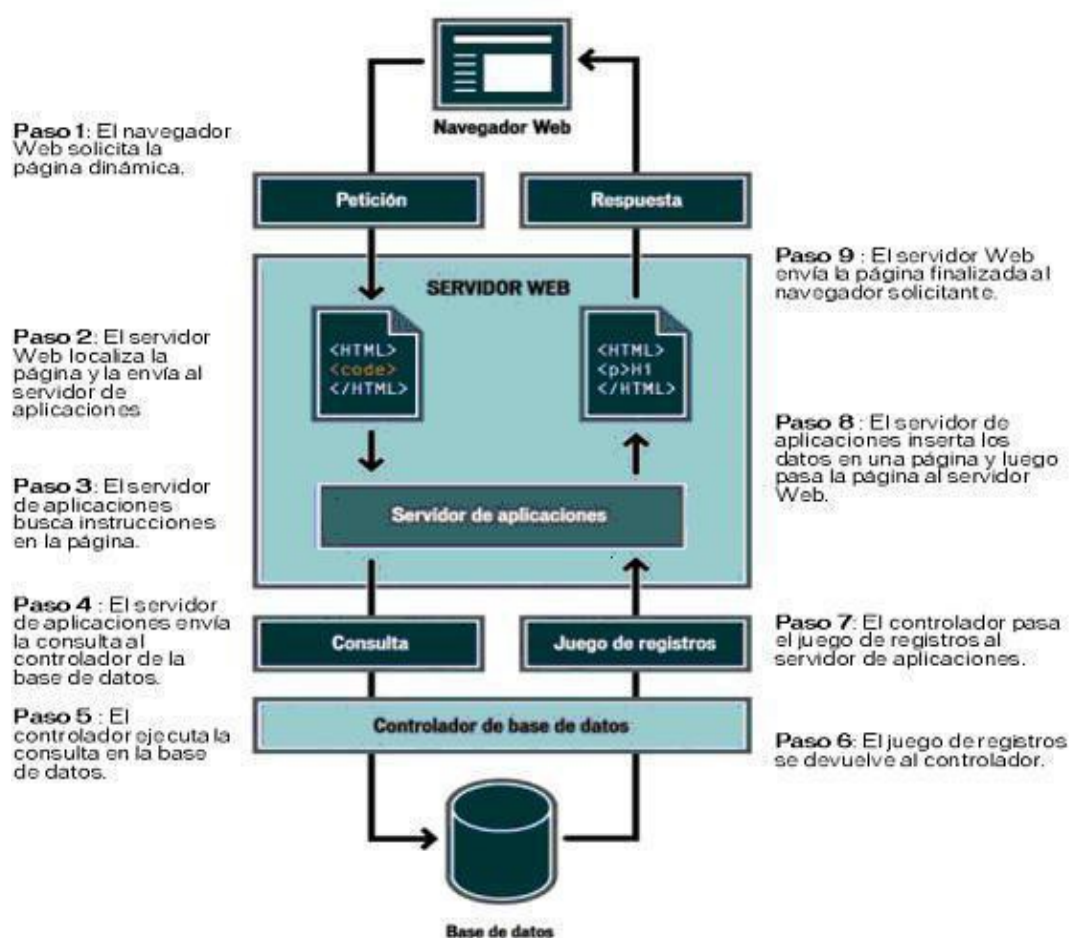 Navegador Web
Paso 1: El navegador
Web solicita la
página dinámica.
Petición
Respuesta
Paso 9 : El servidor Web
envía la página finalizada al
navegador solicitante.
SERVIDOR WEB
Paso 2: El servidor
Web localiza la
página y la envía al
servidor de
aplicaciones
<HTML>
<code>
</HTML>
<HTML>
<p>H1
</HTML>
Paso 8 : El servidor de
aplicaciones inserta los
datos en una página y luego
pasa la página al servidor
Web.
Paso 3: El servidor
de aplicaciones
busca instrucciones
en la página.
Servidor de aplicaciones
Paso 4 : El servidor
de aplicaciones envía
la consulta al
controlador de la
base de datos.
Consulta
Juego de registros
Paso 7: El controlador pasa
el juego de registros al
servidor de aplicaciones.
Paso 5 : El
controlador ejecuta la
consulta en la base
de datos.
Controlador de base de datos
Paso 6: El juego de registros
se devuelve al controlador.
Base de datos